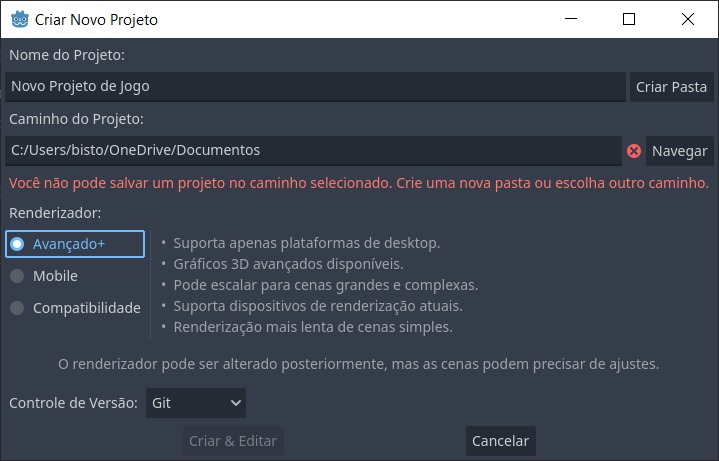 Criar Novo Projeto
Nome do Projeto:
Novo Projeto de Jogo
Criar Pasta
Caminho do Projeto:
C:/Users/bisto/OneDrive/Documentos
Navegar
Você não pode salvar um projeto no caminho selecionado. Crie uma nova pasta ou escolha outro caminho.
Renderizador:
Avançado+
Mobile
Compatibilidade
• Suporta apenas plataformas de desktop.
• Gráficos 3D avançados disponíveis.
• Pode escalar para cenas grandes e complexas.
• Suporta dispositivos de renderização atuais.
• Renderização mais lenta de cenas simples.
O renderizador pode ser alterado posteriormente, mas as cenas podem precisar de ajustes.
Controle de Versão:
Git
Criar & Editar
Cancelar